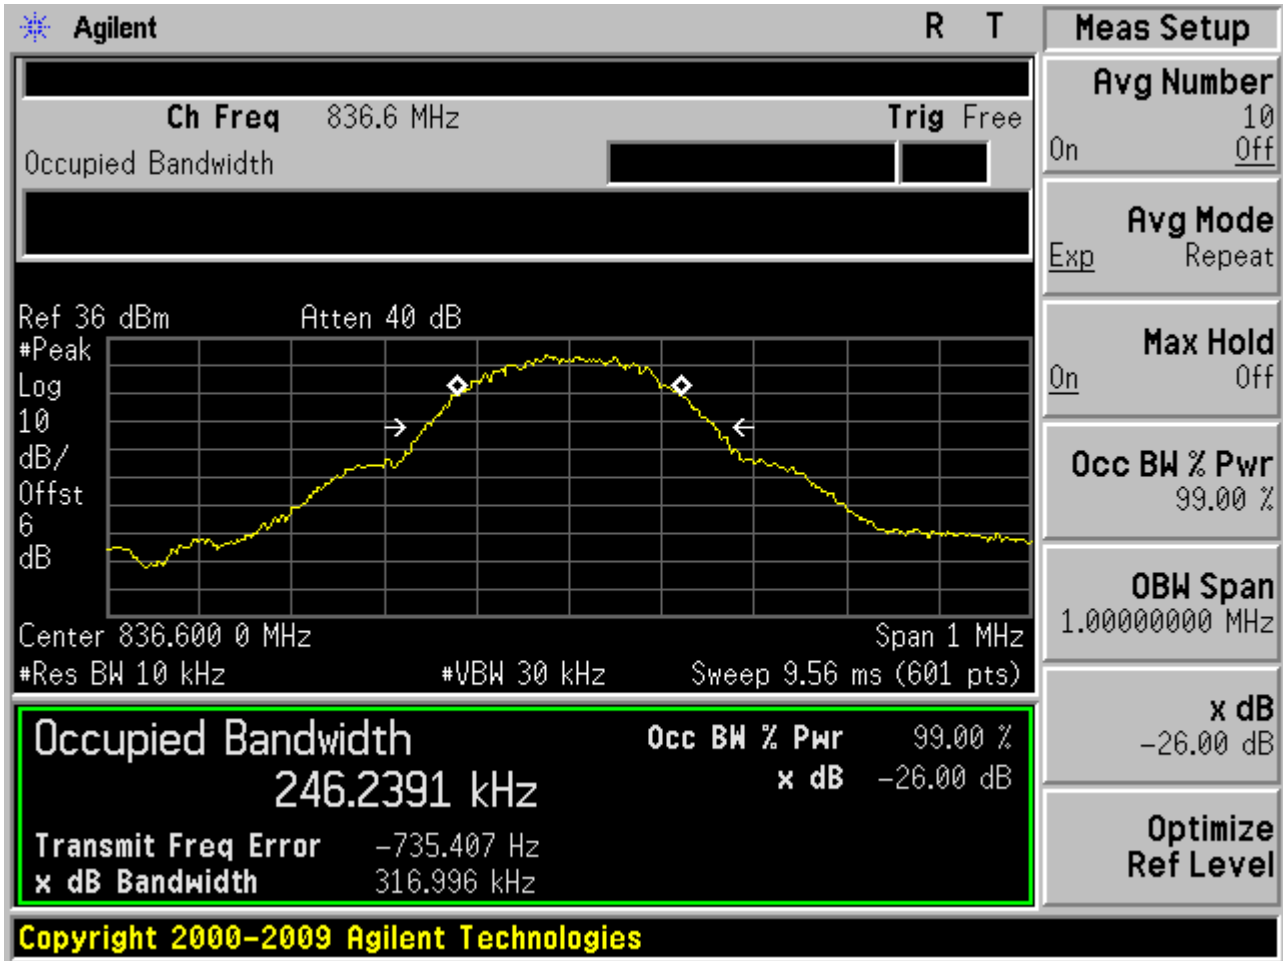 Agilent R T
Ch Freq 836.6 MHz Trig Free
Occupied Bandwidth
Ref 36 dBm Atten 40 dB
#Peak
Log
10
dB/
Offst
6
dB
Center 836.600 0 MHz Span 1 MHz
#Res BW 10 kHz #VBW 30 kHz Sweep 9.56 ms (601 pts)
Occupied Bandwidth Occ BW % Pwr 99.00 %
246.2391 kHz x dB -26.00 dB
Transmit Freq Error -735.407 Hz
x dB Bandwidth 316.996 kHz
Copyright 2000-2009 Agilent Technologies
Meas Setup
Avg Number
10
On Off
Avg Mode
Exp Repeat
Max Hold
On Off
Occ BW % Pwr
99.00 %
OBW Span
1.00000000 MHz
x dB
-26.00 dB
Optimize
Ref Level